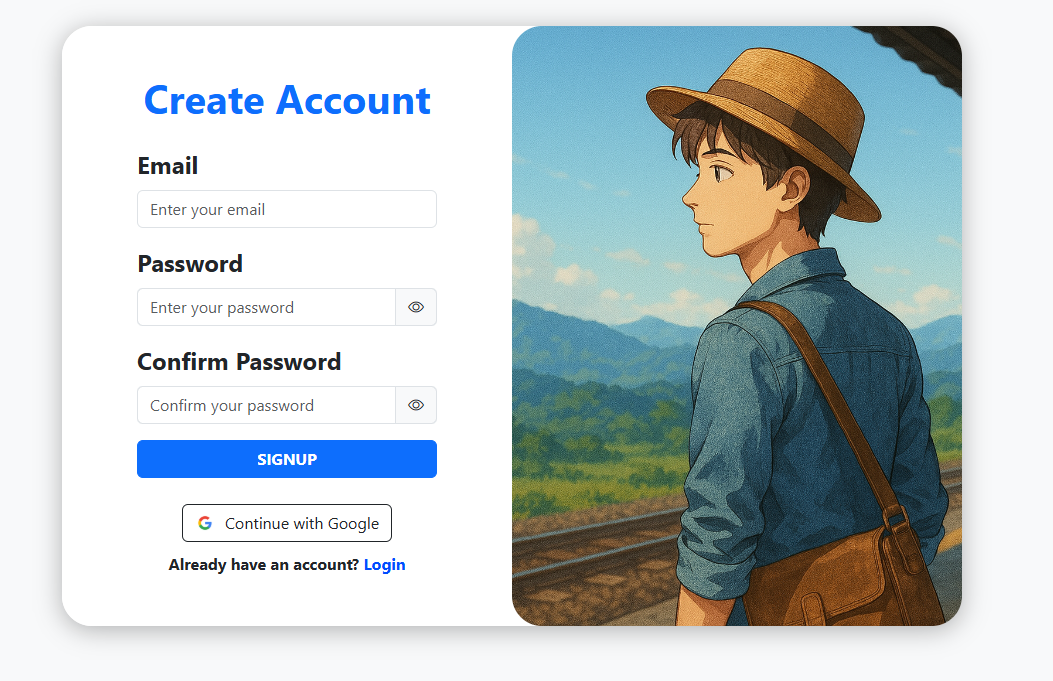 Create Account
Email
Enter your email
Password
Enter your password
Confirm Password
Confirm your password
SIGNUP
Continue with Google
Already have an account? Login